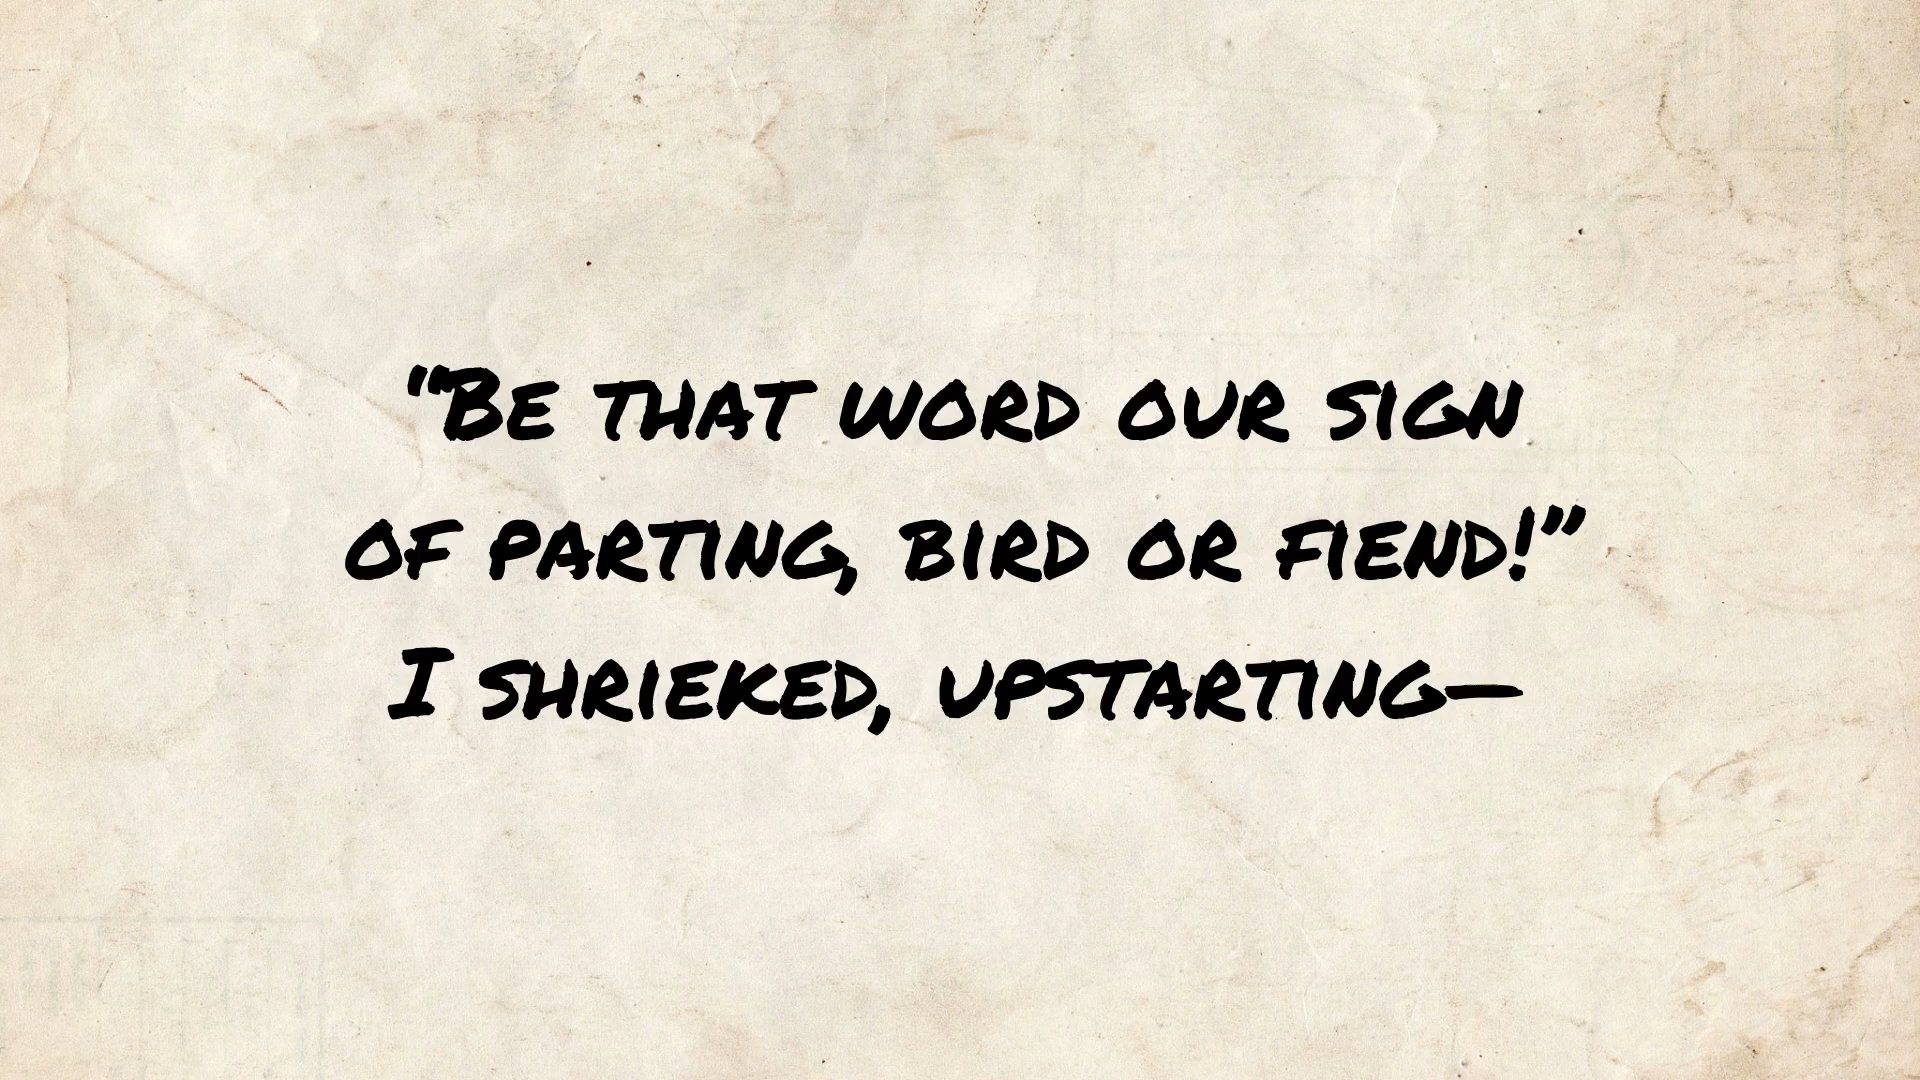 “Be that word our sign
of parting, bird or fiend!”
I shrieked, upstarting—